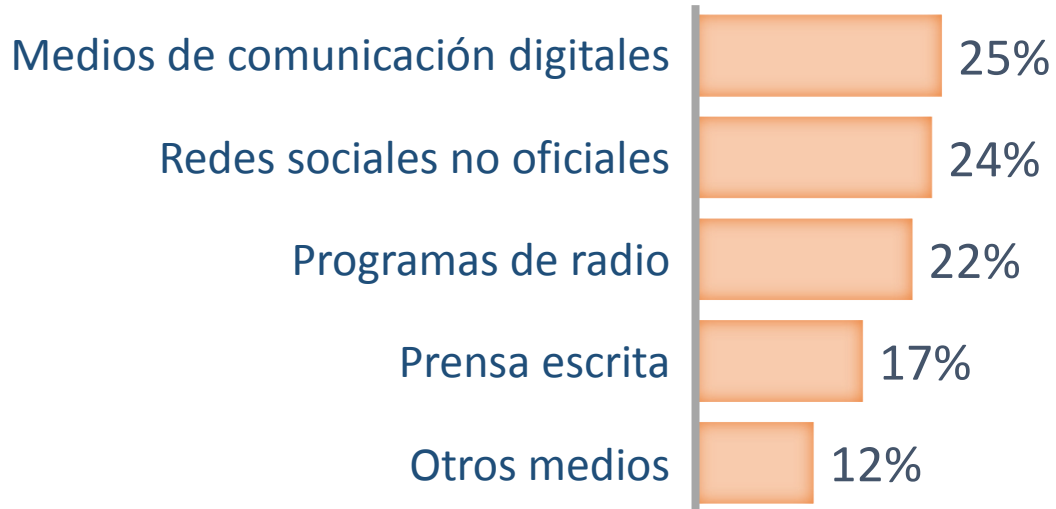 Medios de comunicación digitales 25%
Redes sociales no oficiales 24%
Programas de radio 22%
Prensa escrita 17%
Otros medios 12%